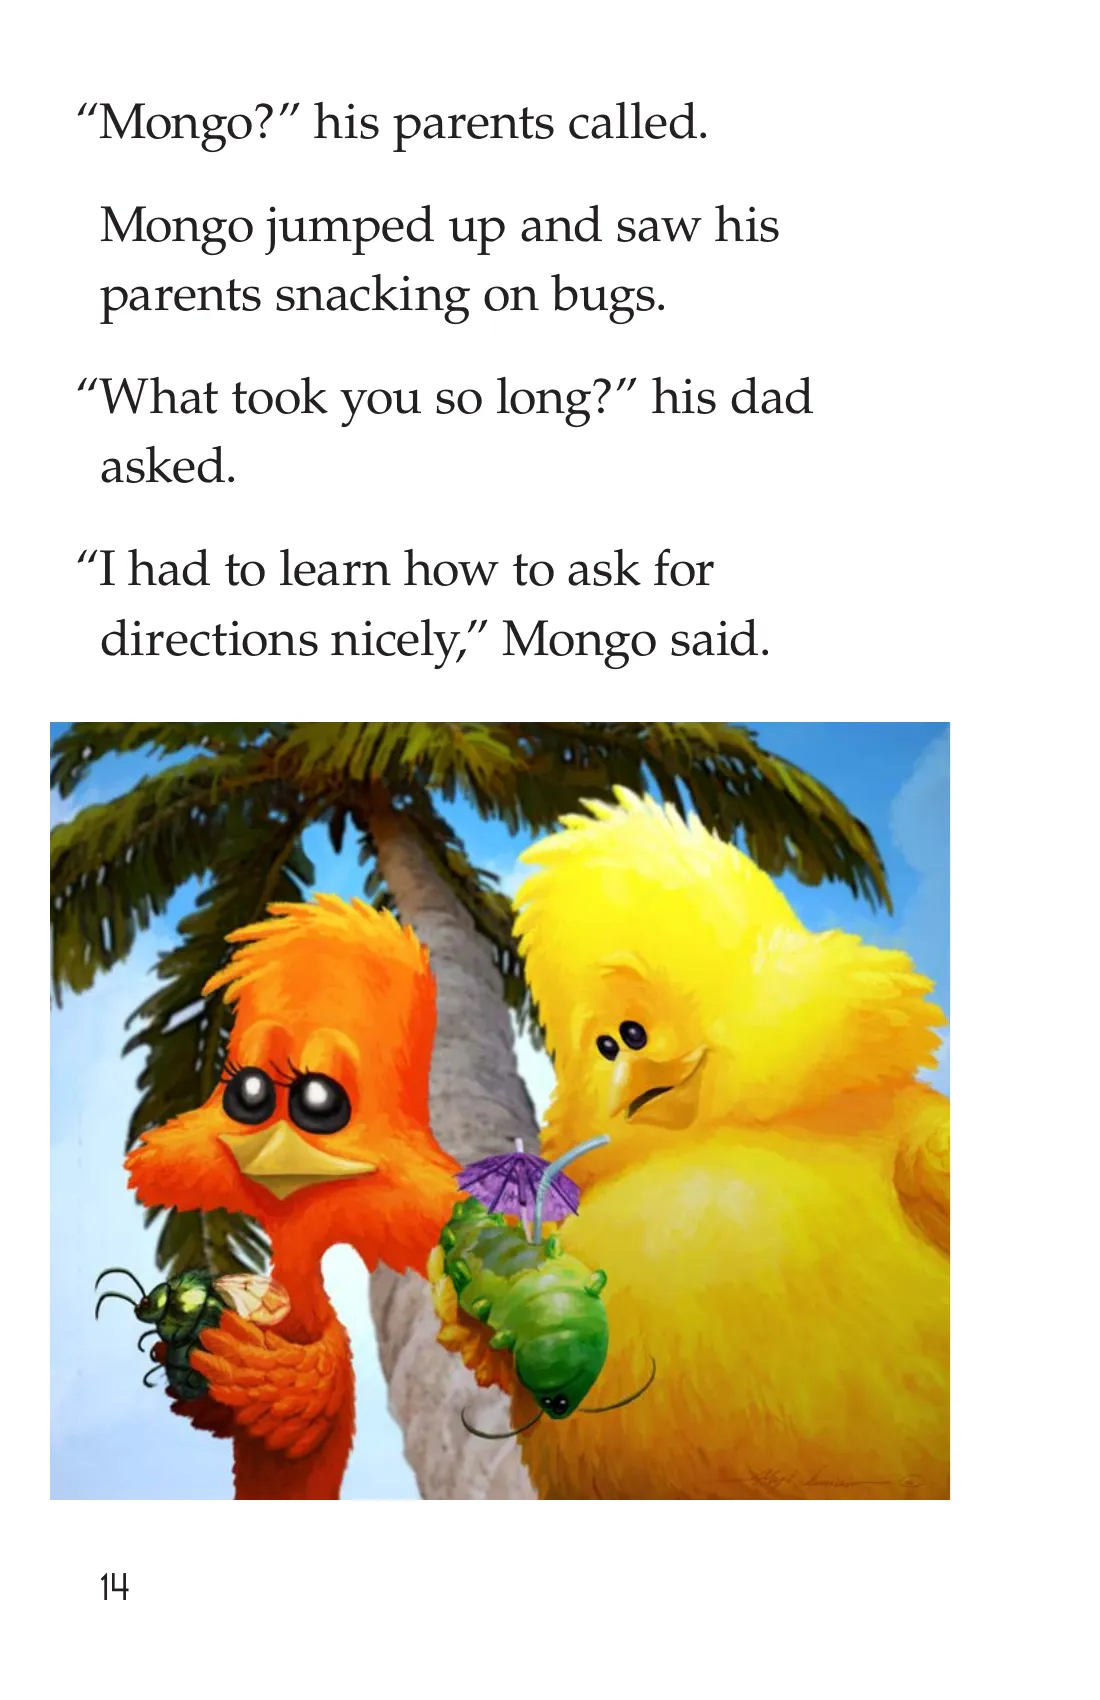 “Mongo?” his parents called.
Mongo jumped up and saw his
parents snacking on bugs.
“What took you so long?” his dad
asked.
“I had to learn how to ask for
directions nicely,” Mongo said.
14